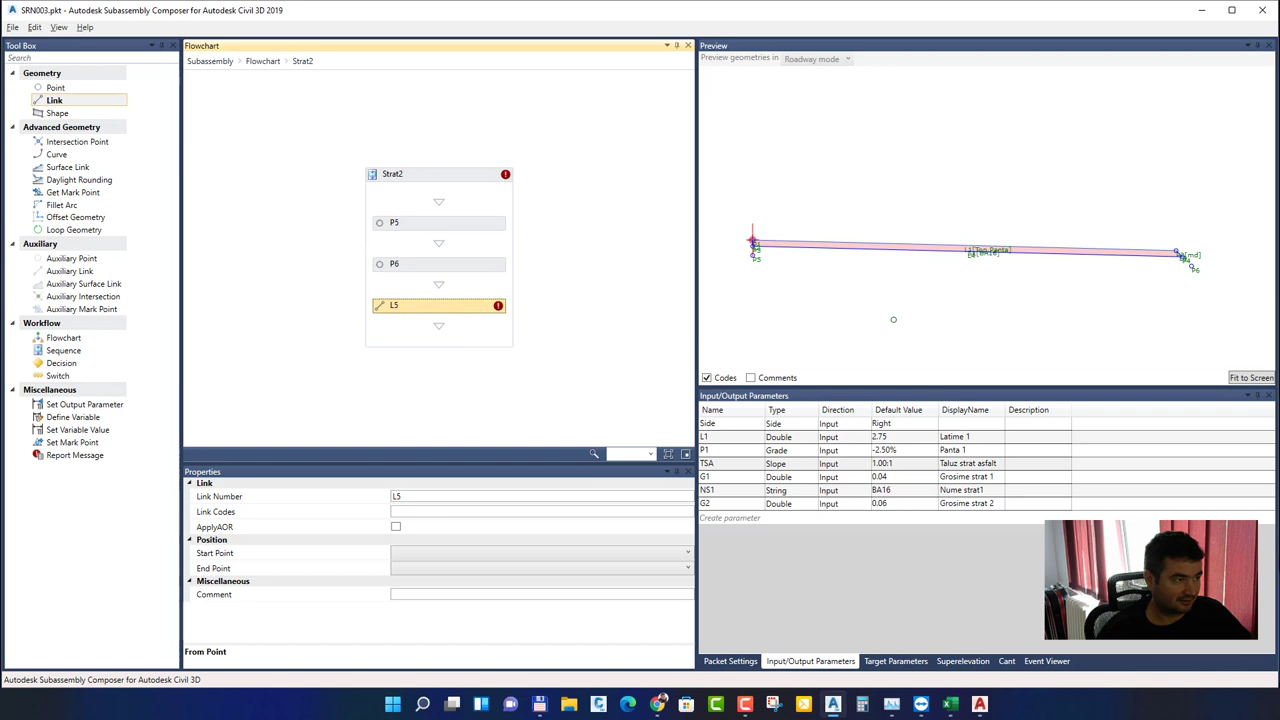 SRN003.pkt - Autodesk Subassembly Composer for Autodesk Civil 3D 2019
File Edit View Help
Tool Box
Search
Geometry
Point
Link
Shape
Advanced Geometry
Intersection Point
Curve
Surface Link
Daylight Rounding
Get Mark Point
Fillet Arc
Offset Geometry
Loop Geometry
Auxiliary
Auxiliary Point
Auxiliary Link
Auxiliary Surface Link
Auxiliary Intersection
Auxiliary Mark Point
Workflow
Flowchart
Sequence
Decision
Switch
Miscellaneous
Set Output Parameter
Define Variable
Set Variable Value
Set Mark Point
Report Message
Flowchart
Subassembly > Flowchart > Strat2
Strat2
P5
P6
L5
Properties
Link
Link Number L5
Link Codes
ApplyAOR
Position
Start Point
End Point
Miscellaneous
Comment
From Point
Preview
Preview geometries in Roadway mode
P5
P6
Codes Comments Fit to Screen
Input/Output Parameters
Name Type Direction Default Value DisplayName Description
Side Side Input Right
L1 Double Input 2.75 Latime 1
P1 Grade Input -2.50% Panta 1
TSA Slope Input 1.00:1 Taluz strat asfalt
G1 Double Input 0.04 Grosime strat 1
NS1 String Input BA16 Nume strat1
G2 Double Input 0.06 Grosime strat 2
Create parameter
Packet Settings Input/Output Parameters Target Parameters Superelevation Cant Event Viewer
Autodesk Subassembly Composer for Autodesk Civil 3D